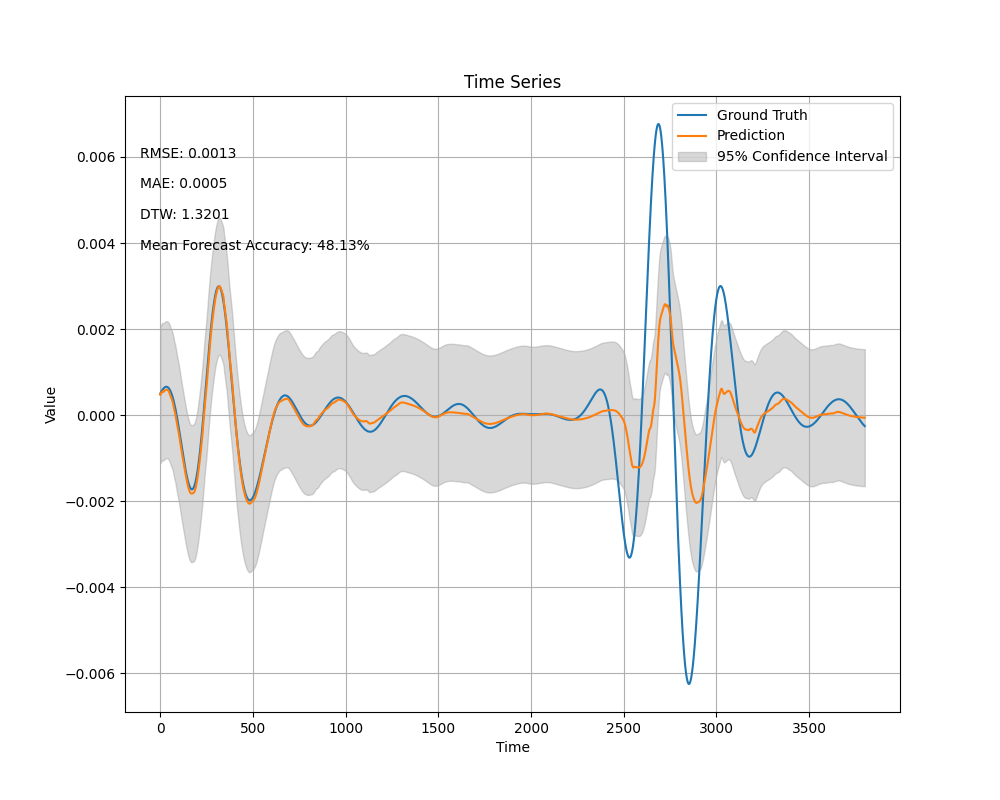 Time Series
Ground Truth
Prediction
95% Confidence Interval
RMSE: 0.0013
MAE: 0.0005
DTW: 1.3201
Mean Forecast Accuracy: 48.13%
Value
0.006
0.004
0.002
0.000
−0.002
−0.004
−0.006
0 500 1000 1500 2000 2500 3000 3500
Time